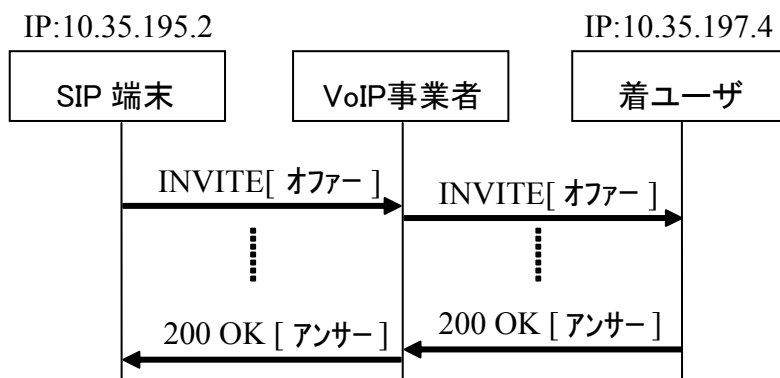 IP:10.35.195.2
IP:10.35.197.4
SIP 端末
VoIP事業者
着ユーザ
INVITE[ オファー ]
INVITE[ オファー ]
200 OK [ アンサー ]
200 OK [ アンサー ]